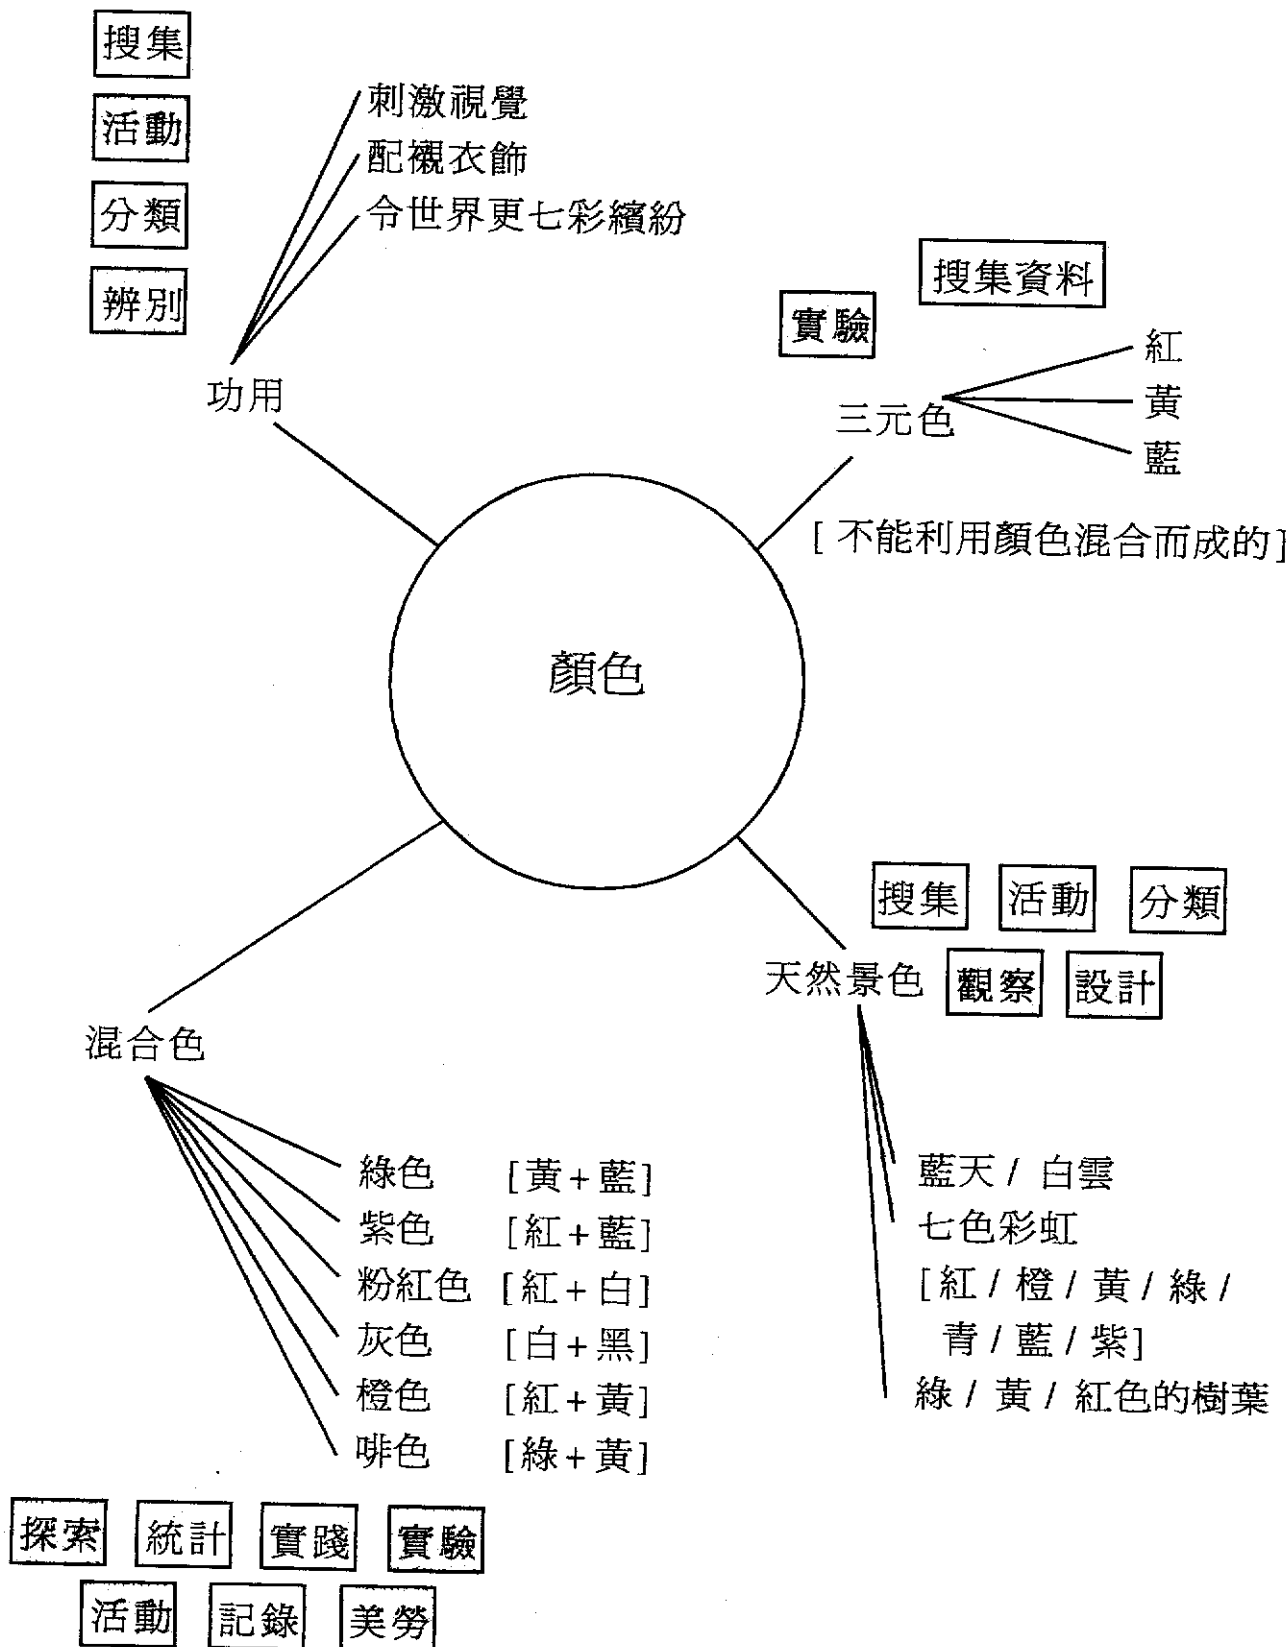 搜集
活動
分類
辨別
刺激視覺
配襯衣飾
令世界更七彩繽紛
功用
搜集資料
實驗
三元色
紅
黃
藍
[ 不能利用顏色混合而成的 ]
顏色
搜集 活動 分類
天然景色 觀察 設計
藍天 / 白雲
七色彩虹
[ 紅 / 橙 / 黃 / 綠 /
青 / 藍 / 紫 ]
綠 / 黃 / 紅色的樹葉
混合色
綠色 [ 黃 + 藍 ]
紫色 [ 紅 + 藍 ]
粉紅色 [ 紅 + 白 ]
灰色 [ 白 + 黑 ]
橙色 [ 紅 + 黃 ]
啡色 [ 綠 + 黃 ]
探索 統計 實踐 實驗
活動 記錄 美勞